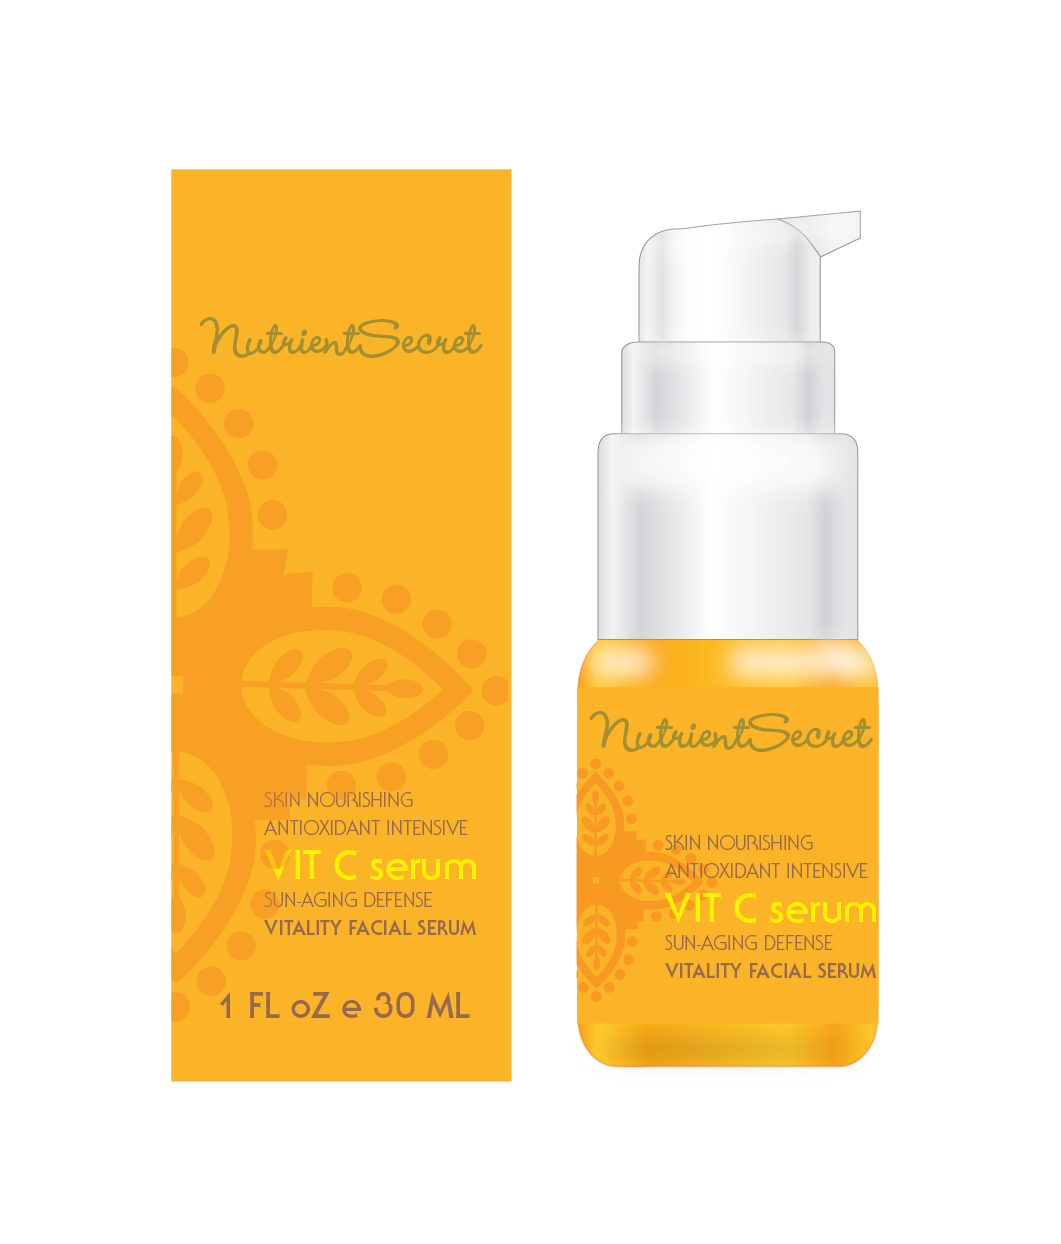 NutrientSecret
SKIN NOURISHING
ANTIOXIDANT INTENSIVE
VIT C serum
SUN-AGING DEFENSE
VITALITY FACIAL SERUM
1 FL oZ e 30 ML
NutrientSecret
SKIN NOURISHING
ANTIOXIDANT INTENSIVE
VIT C serum
SUN-AGING DEFENSE
VITALITY FACIAL SERUM